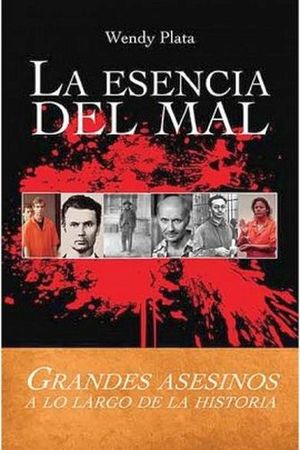 Wendy Plata
LA ESENCIA
DEL MAL
GRANDES ASESINOS
A LO LARGO DE LA HISTORIA